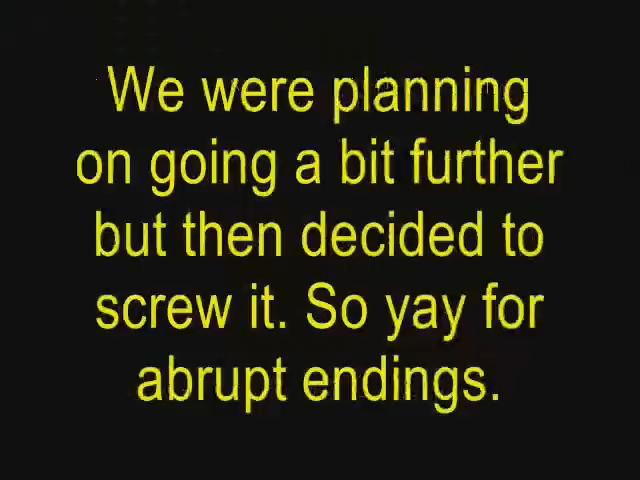 We were planning
on going a bit further
but then decided to
screw it. So yay for
abrupt endings.